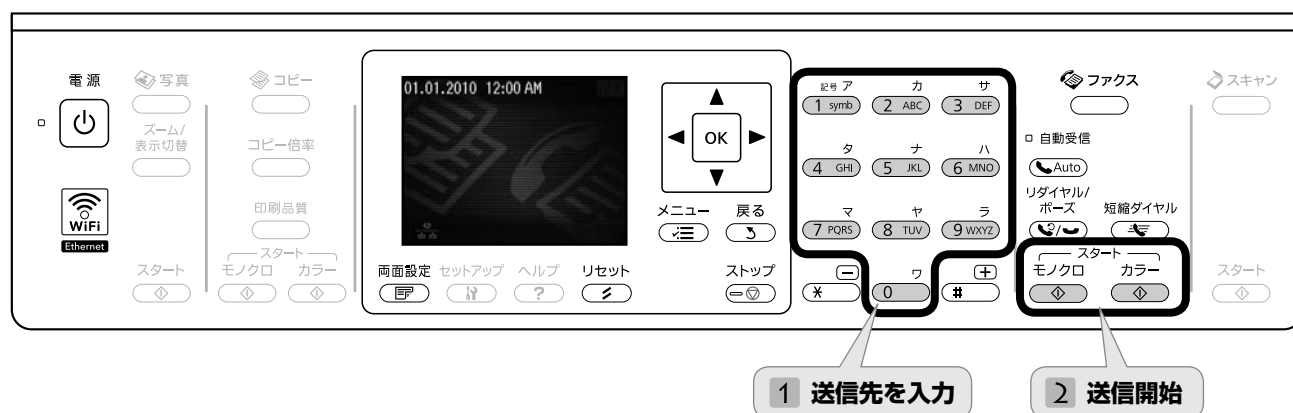 電源
写真
ズーム/
表示切替
スタート
WiFi
Ethernet
コピー
コピー倍率
印刷品質
スタート
モノクロ カラー
01.01.2010 12:00 AM
OK
メニュー 戻る
両面設定 セットアップ ヘルプ リセット ストップ
?
記号 ア カ サ
1 symb 2 ABC 3 DEF
タ ナ ハ
4 GHI 5 JKL 6 MNO
マ ヤ ラ
7 PQRS 8 TUV 9 WXYZ
− ワ +
* 0 #
ファクス
自動受信
Auto
リダイヤル/
ポーズ
短縮ダイヤル
スタート
モノクロ カラー
スキャン
スタート
1 送信先を入力
2 送信開始